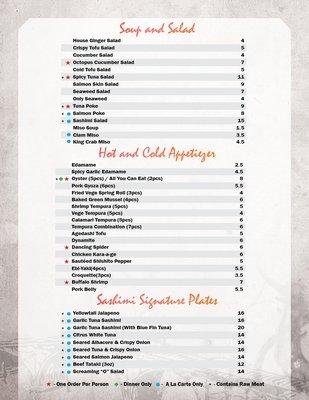 Soup and Salad
House Ginger Salad 4
Crispy Tofu Salad 5
Cucumber Salad 4
Octopus Cucumber Salad 7
Cold Tofu Salad 5
Spicy Tuna Salad 11
Salmon Skin Salad 9
Seaweed Salad 7
Only Seaweed 4
Tuna Poke 9
Salmon Poke 8
Sashimi Salad 15
Miso Soup 1.5
Clam Miso 3.5
King Crab Miso 4.5
Hot and Cold Appetizer
Edamame 2.5
Spicy Garlic Edamame 4.5
Oyster (5pcs) / All You Can Eat (2pcs) 8
Pork Gyoza (6pcs) 5.5
Fried Vege Spring Roll (3pcs) 4
Baked Green Mussel (4pcs) 6
Shrimp Tempura (5pcs) 5
Vege Tempura (5pcs) 4
Calamari Tempura (5pcs) 6
Tempura Combination (7pcs) 6
Agedashi Tofu 5
Dynamite 6
Dancing Spider 6
Chicken Kara-a-ge 6
Sautéed Shishito Pepper 5
Ebi-Yaki(4pcs) 5.5
Croquette(3pcs) 3.5
Buffalo Shrimp 7
Pork Belly 5.5
Sashimi Signature Plates
Yellowtail Jalapeno 16
Garlic Tuna Sashimi 16
Garlic Tuna Sashimi (With Blue Fin Tuna) 20
Citrus White Tuna 14
Seared Albacore & Crispy Onion 14
Seared Tuna & Crispy Onion 16
Seared Salmon Jalapeno 14
Beef Tataki (3oz) 12
Screaming "O" Salad 14
- One Order Per Person - Dinner Only - A La Carte Only - Contains Raw Meat